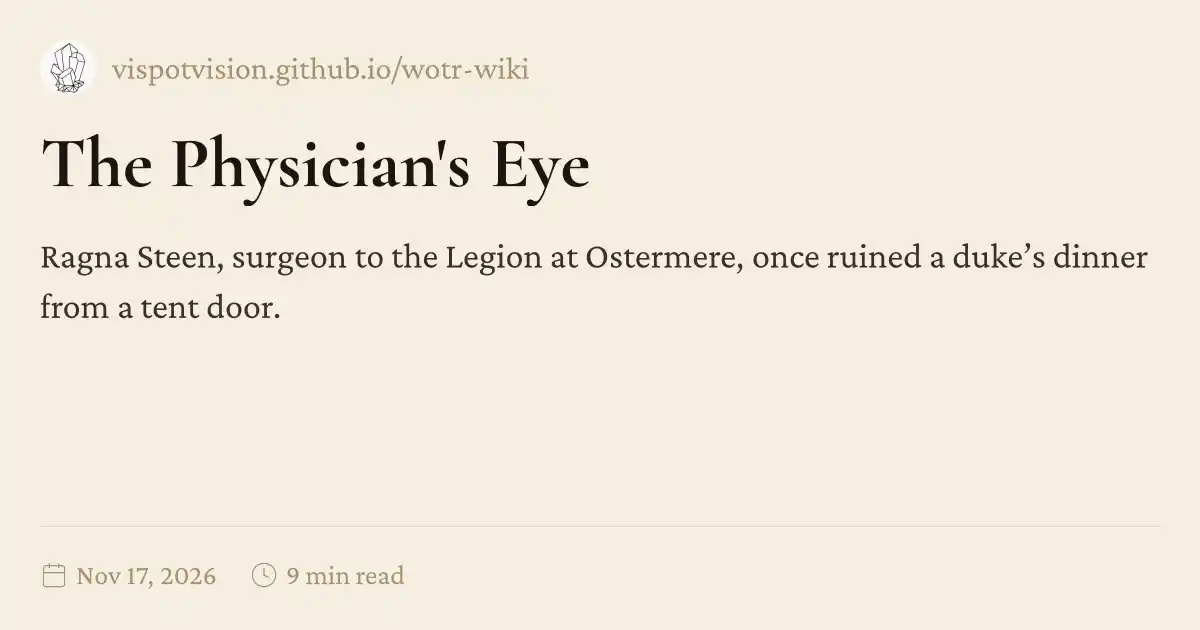 vispotvision.github.io/wotr-wiki
The Physician's Eye
Ragna Steen, surgeon to the Legion at Ostermere, once ruined a duke’s dinner
from a tent door.
Nov 17, 2026 9 min read